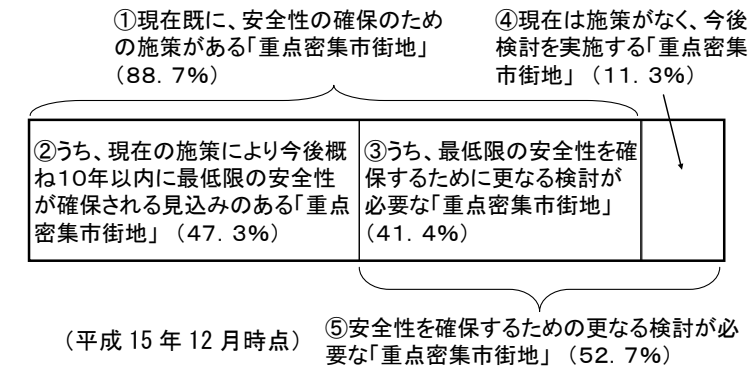 ①現在既に、安全性の確保のため
の施策がある「重点密集市街地」
（８８．７％）
④現在は施策がなく、今後
検討を実施する「重点密集
市街地」（１１．３％）
②うち、現在の施策により今後概
ね１０年以内に最低限の安全性
が確保される見込みのある「重点
密集市街地」（４７．３％）
③うち、最低限の安全性を確
保するために更なる検討が
必要な「重点密集市街地」
（４１．４％）
（平成 15 年 12 月時点）
⑤安全性を確保するための更なる検討が必
要な「重点密集市街地」（５２．７％）